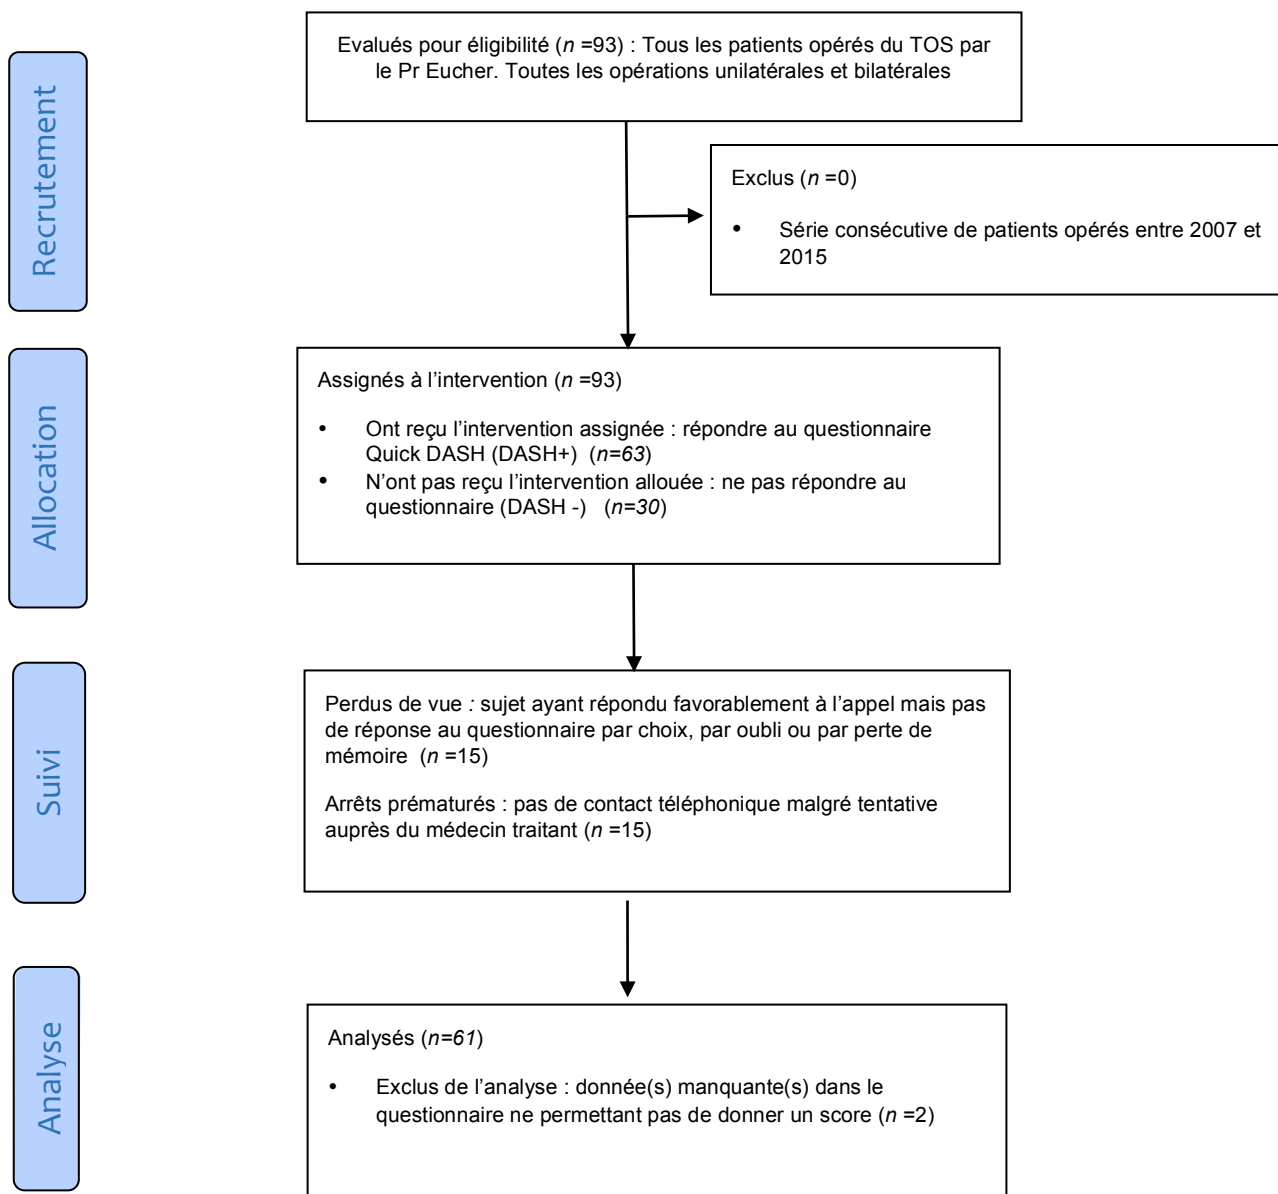 Recrutement
Evalués pour éligibilité (n =93) : Tous les patients opérés du TOS par
le Pr Eucher. Toutes les opérations unilatérales et bilatérales
Exclus (n =0)
• Série consécutive de patients opérés entre 2007 et
2015
Allocation
Assignés à l’intervention (n =93)
• Ont reçu l’intervention assignée : répondre au questionnaire
Quick DASH (DASH+) (n=63)
• N’ont pas reçu l’intervention allouée : ne pas répondre au
questionnaire (DASH -) (n=30)
Suivi
Perdus de vue : sujet ayant répondu favorablement à l’appel mais pas
de réponse au questionnaire par choix, par oubli ou par perte de
mémoire (n =15)
Arrêts prématurés : pas de contact téléphonique malgré tentative
auprès du médecin traitant (n =15)
Analyse
Analysés (n=61)
• Exclus de l’analyse : donnée(s) manquante(s) dans le
questionnaire ne permettant pas de donner un score (n =2)